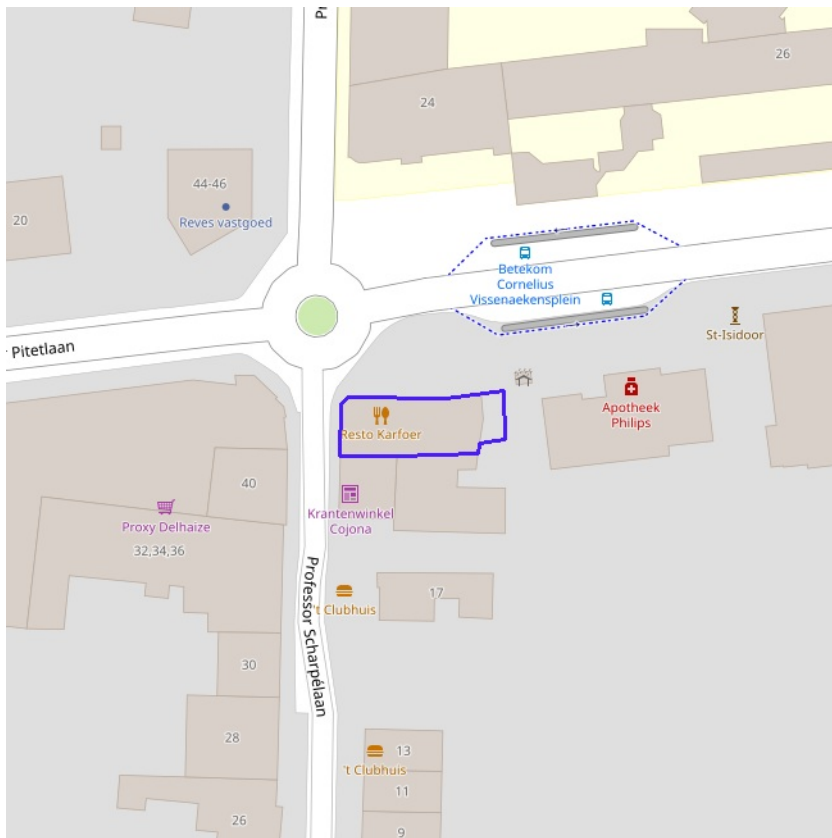 Pr
26
24
44-46
20
Reves vastgoed
Betekom
Cornelius
Vissenaekensplein
St-Isidoor
r Pitetlaan
Resto Karfoer
Apotheek
Philips
40
Krantenwinkel
Cojona
Proxy Delhaize
32,34,36
Professor Scharpélaan
't Clubhuis
17
30
28
't Clubhuis
13
11
26
9